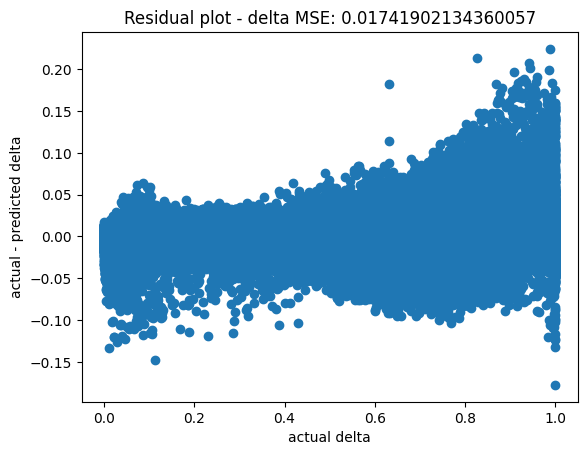 Residual plot - delta MSE: 0.01741902134360057
0.20
0.15
0.10
0.05
0.00
−0.05
−0.10
−0.15
actual - predicted delta
0.0 0.2 0.4 0.6 0.8 1.0
actual delta